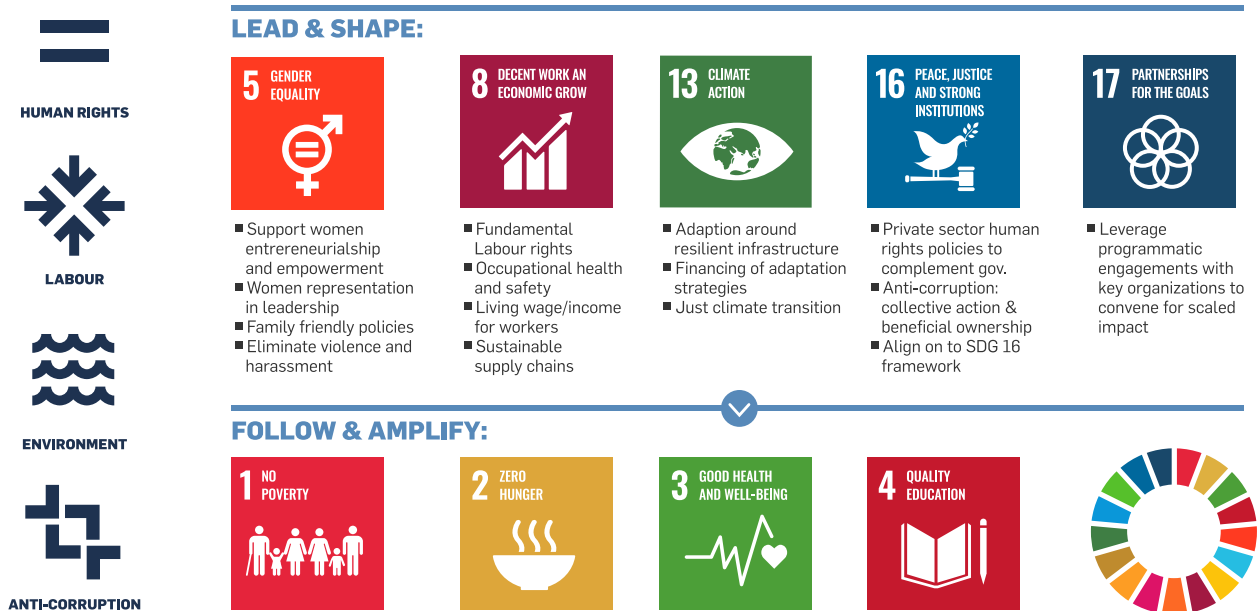 HUMAN RIGHTS
LABOUR
ENVIRONMENT
ANTI-CORRUPTION
LEAD & SHAPE:
5 GENDER
EQUALITY
■ Support women
entrereneurialship
and empowerment
■ Women representation
in leadership
■ Family friendly policies
■ Eliminate violence and
harassment
8 DECENT WORK AN
ECONOMIC GROW
■ Fundamental
Labour rights
■ Occupational health
and safety
■ Living wage/income
for workers
■ Sustainable
supply chains
13 CLIMATE
ACTION
■ Adaption around
resilient infrastructure
■ Financing of adaptation
strategies
■ Just climate transition
16 PEACE, JUSTICE
AND STRONG
INSTITUTIONS
■ Private sector human
rights policies to
complement gov.
■ Anti-corruption:
collective action &
beneficial ownership
■ Align on to SDG 16
framework
17 PARTNERSHIPS
FOR THE GOALS
■ Leverage
programmatic
engagements with
key organizations to
convene for scaled
impact
FOLLOW & AMPLIFY:
1 NO
POVERTY
2 ZERO
HUNGER
3 GOOD HEALTH
AND WELL-BEING
4 QUALITY
EDUCATION